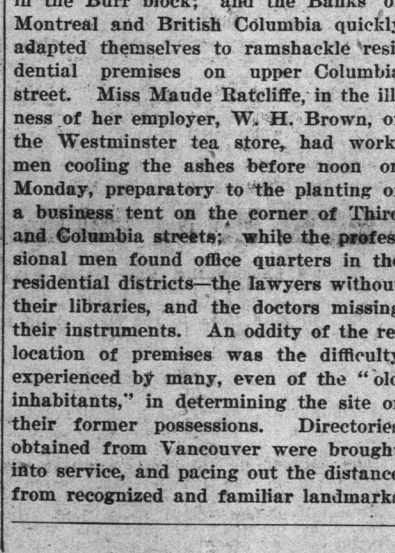 in the Burr block; and the Banks o
Montreal and British Columbia quickly
adapted themselves to ramshackle resi
dential premises on upper Columbia
street. Miss Maude Ratcliffe, in the ill
ness of her employer, W. H. Brown, o
the Westminster tea store, had work
men cooling the ashes before noon on
Monday, preparatory to the planting o
a business tent on the corner of Third
and Columbia streets; while the profes
sional men found office quarters in the
residential districts—the lawyers without
their libraries, and the doctors missing
their instruments. An oddity of the re
location of premises was the difficulty
experienced by many, even of the "old
inhabitants," in determining the site o
their former possessions. Directories
obtained from Vancouver were brought
into service, and pacing out the distance
from recognized and familiar landmarks